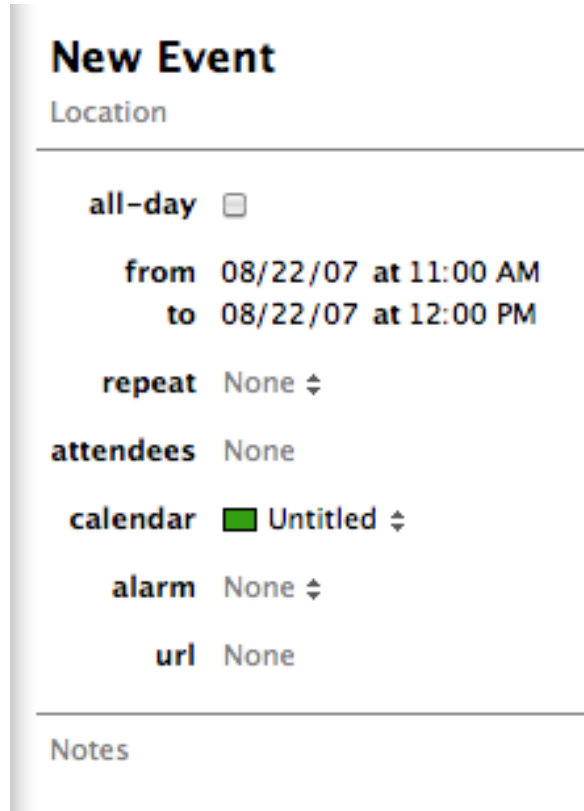 New Event
Location
all-day
from 08/22/07 at 11:00 AM
to 08/22/07 at 12:00 PM
repeat None
attendees None
calendar Untitled
alarm None
url None
Notes